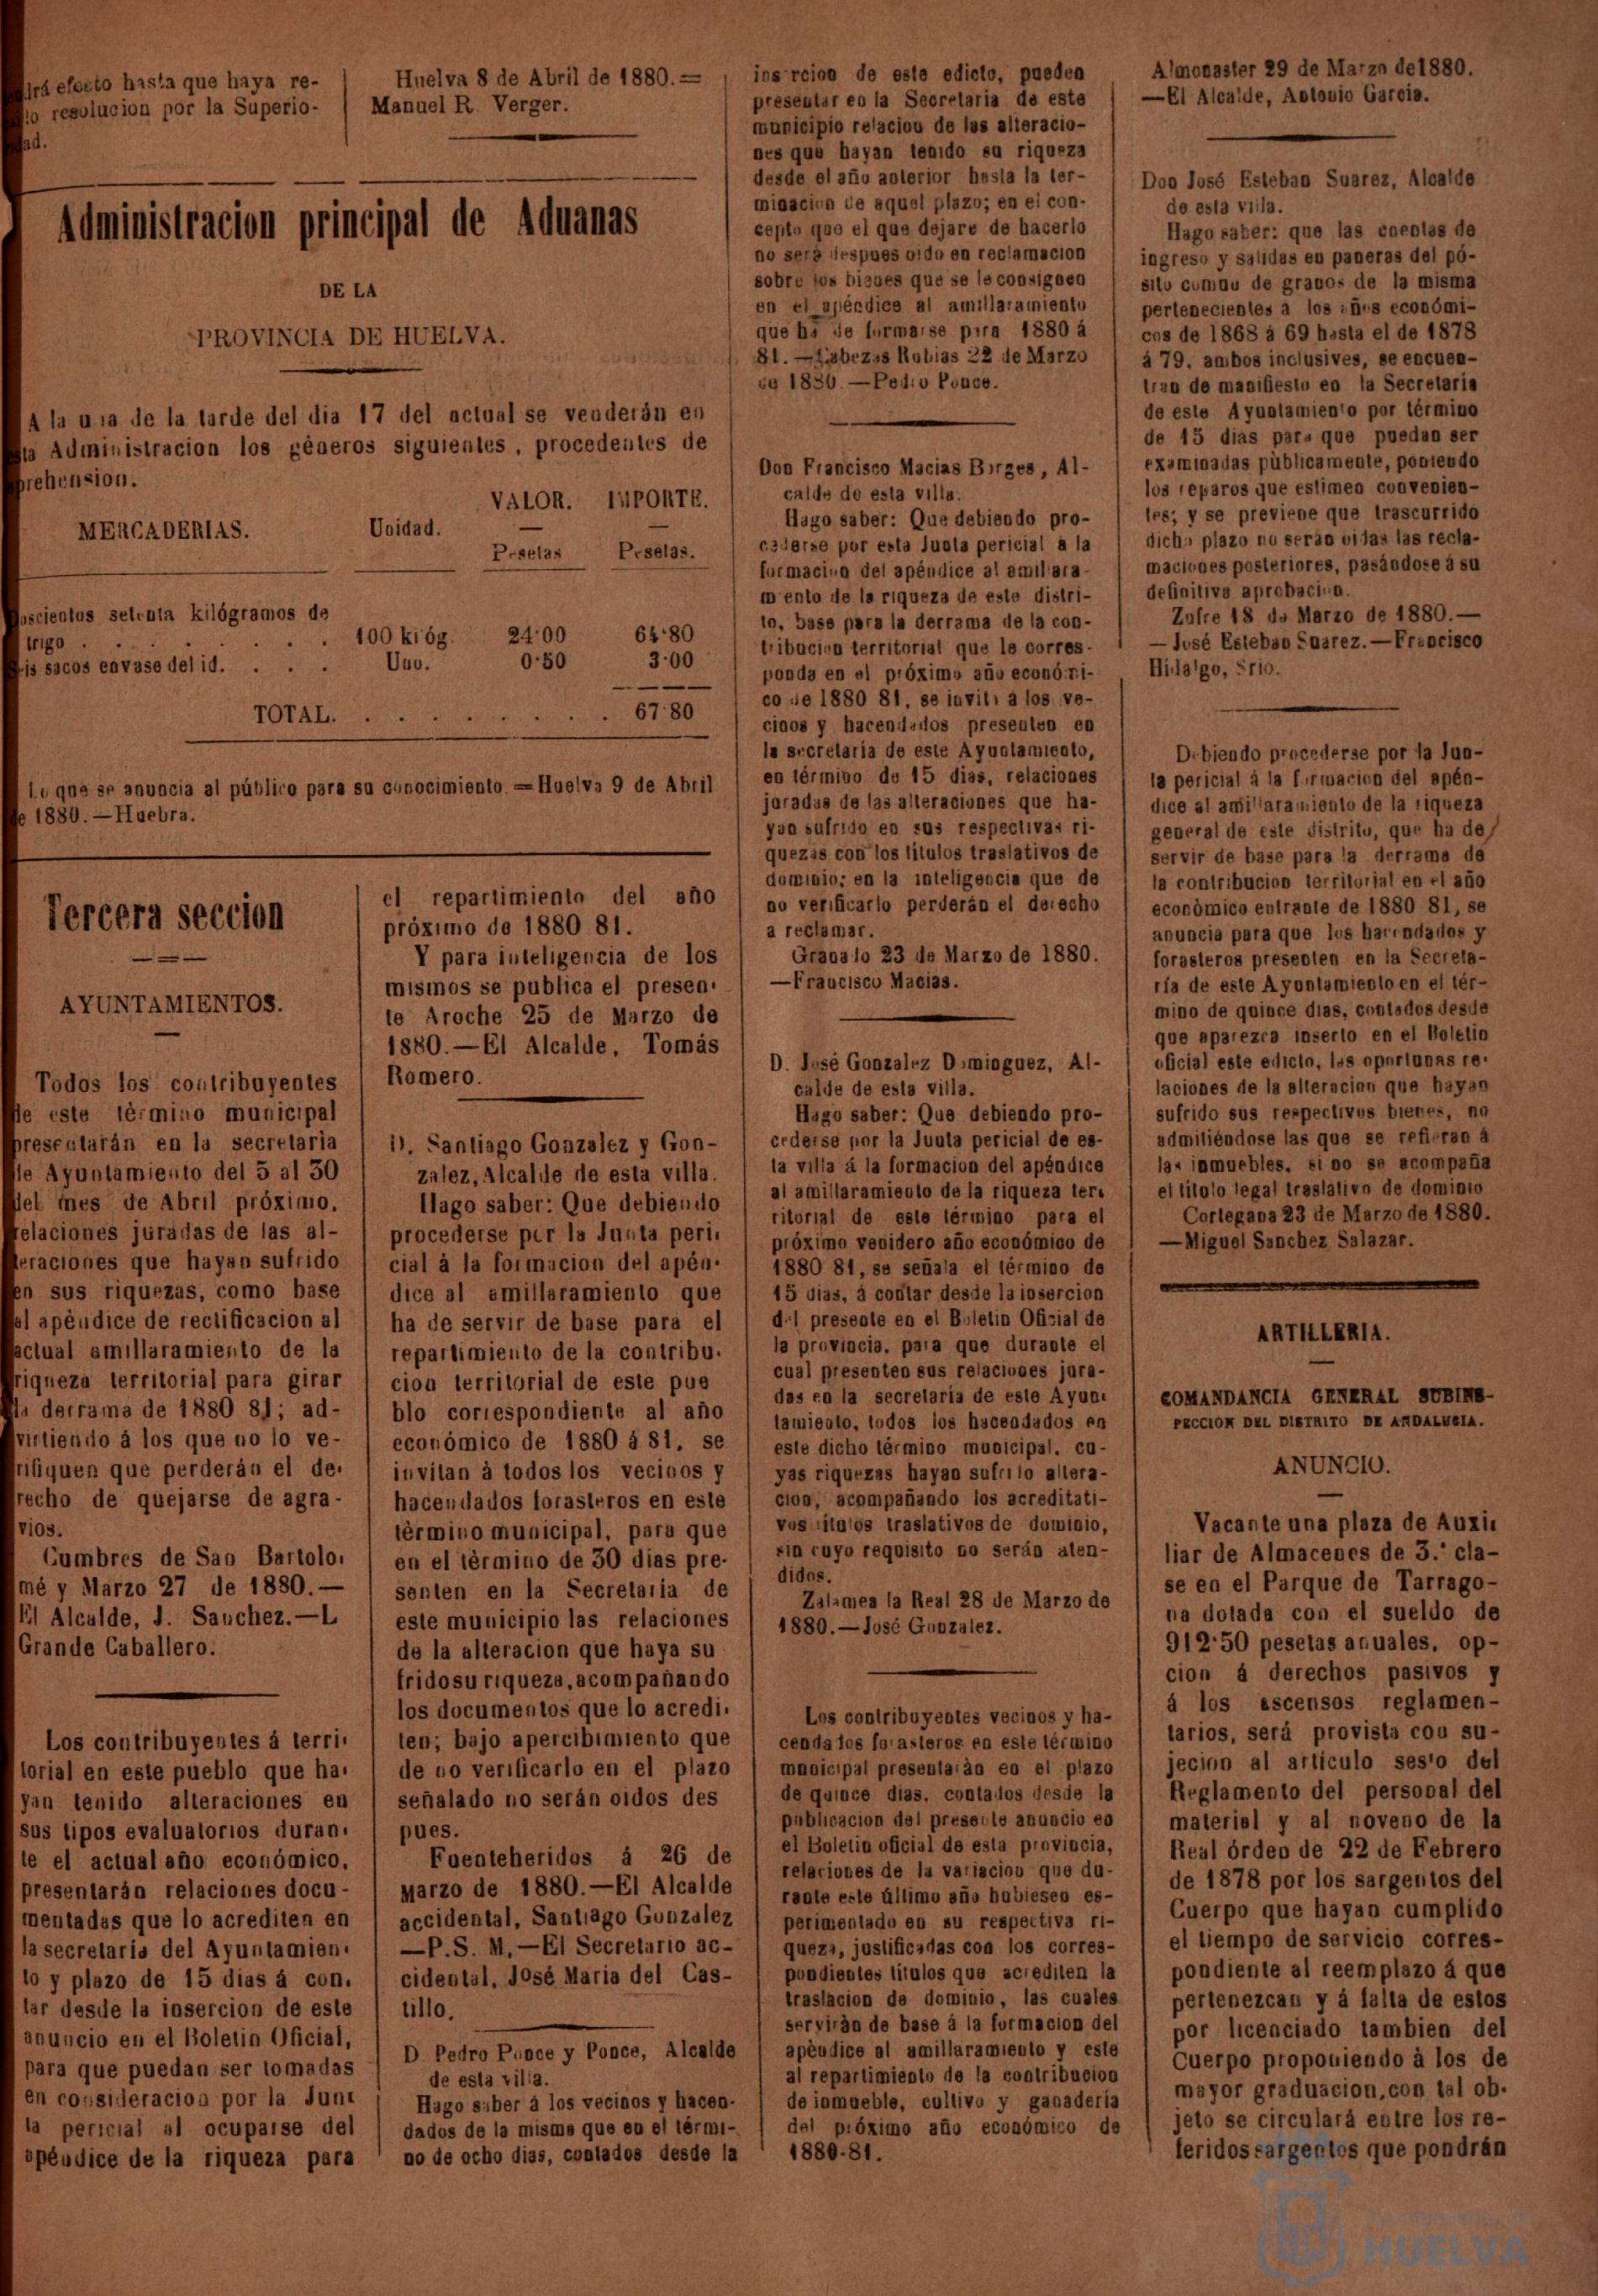 efecto hasta que haya re-
resolucion por la Superio-
Huelva 8 de Abril de 1880.=
Manuel R. Verger.
Administracion principal de Aduanas
DE LA
PROVINCIA DE HUELVA.
A la una de la tarde del dia 17 del actual se venderán en
Administracion los géneros siguientes, procedentes de
prehension.
VALOR. IMPORTE.
MERCADERIAS. Unidad.
Pesetas Pesetas.
setenta kilógramos de
trigo . . . . . . . 100 kilóg. 24·00 64·80
sacos envase del id. . . . Uno. 0·50 3·00
TOTAL. . . . . . . . . . 67·80
Lo que se anuncia al público para su conocimiento.=Huelva 9 de Abril
de 1880.—Huebra.
Tercera seccion
AYUNTAMIENTOS.
Todos los contribuyentes
de este término municipal
presentarán en la secretaria
de Ayuntamiento del 5 al 30
del mes de Abril próximo,
relaciones juradas de las al-
teraciones que hayan sufrido
en sus riquezas, como base
al apéndice de rectificacion al
actual amillaramiento de la
riqueza territorial para girar
la derrama de 1880 81; ad-
virtiendo á los que no lo ve-
rifiquen que perderán el de-
recho de quejarse de agra-
vios.
Cumbres de San Bartolo-
mé y Marzo 27 de 1880.—
El Alcalde, J. Sanchez.—L
Grande Caballero.
Los contribuyentes á terri-
torial en este pueblo que ha-
yan tenido alteraciones en
sus tipos evaluatorios duran-
te el actual año económico,
presentarán relaciones docu-
mentadas que lo acrediten en
la secretaria del Ayuntamien-
to y plazo de 15 dias á con-
tar desde la insercion de este
anuncio en el Boletin Oficial,
para que puedan ser tomadas
en consideracion por la Jun-
ta pericial al ocuparse del
apéndice de la riqueza para
el repartimiento del año
próximo de 1880 81.
Y para inteligencia de los
mismos se publica el presen-
te Aroche 25 de Marzo de
1880.—El Alcalde, Tomás
Romero.
D. Santiago Gonzalez y Gon-
zalez, Alcalde de esta villa.
Hago saber: Que debiendo
procederse por la Junta peri-
cial à la formacion del apén-
dice al amillaramiento que
ha de servir de base para el
repartimiento de la contribu-
cion territorial de este pue
blo correspondiente al año
económico de 1880 á 81, se
invitan à todos los vecinos y
hacendados forasteros en este
término municipal, para que
en el término de 30 dias pre-
senten en la Secretaria de
este municipio las relaciones
de la alteracion que haya su
frido su riqueza, acompañando
los documentos que lo acredi-
ten; bajo apercibimiento que
de no verificarlo en el plazo
señalado no serán oidos des
pues.
Fuenteheridos á 26 de
Marzo de 1880.—El Alcalde
accidental, Santiago Gonzalez
—P.S. M,—El Secretario ac-
cidental, José Maria del Cas-
tillo.
D. Pedro Ponce y Ponce, Alcalde
de esta villa.
Hago saber á los vecinos y hacen-
dados de la misma que en el térmi-
no de ocho dias, contados desde la
insercion de este edicto, pueden
presentar en la Secretaria de este
municipio relacion de las alteracio-
nes que hayan tenido su riqueza
desde el año anterior hasta la ter-
minacion de aquel plazo; en el con-
cepto que el que dejare de hacerlo
no será despues oido en reclamacion
sobre los bienes que se le consignen
en el apéndice al amillaramiento
que ha de formarse para 1880 á
81.—Cabezas Rubias 22 de Marzo
de 1880.—Pedro Ponce.
Don Francisco Macias Borges, Al-
calde de esta villa.
Hago saber: Que debiendo pro-
cederse por esta Junta pericial à la
formacion del apéndice al amillara-
miento de la riqueza de este distri-
to, base para la derrama de la con-
tribucion territorial que le corres-
ponda en el próximo año económi-
co de 1880 81, se invita á los ve-
cinos y hacendados presenten en
la secretaría de este Ayuntamiento,
en término de 15 dias, relaciones
juradas de las alteraciones que ha-
yan sufrido en sus respectivas ri-
quezas con los titulos traslativos de
dominio; en la inteligencia que de
no verificarlo perderán el derecho
a reclamar.
Granado 23 de Marzo de 1880.
—Francisco Macias.
D. José Gonzalez Dominguez, Al-
calde de esta villa.
Hago saber: Que debiendo pro-
cederse por la Junta pericial de es-
ta villa á la formacion del apéndice
al amillaramiento de la riqueza ter-
ritorial de este término para el
próximo venidero año económico de
1880 81, se señala el término de
15 dias, á contar desde la insercion
del presente en el Boletin Oficial de
la provincia, para que durante el
cual presenten sus relaciones jura-
das en la secretaría de este Ayun-
tamiento, todos los hacendados en
este dicho término municipal, cu-
yas riquezas hayan sufrido altera-
cion, acompañando los acreditati-
vos titulos traslativos de dominio,
sin cuyo requisito no serán aten-
didos.
Zalamea la Real 28 de Marzo de
1880.—José Gonzalez.
Los contribuyentes vecinos y ha-
cendados forasteros en este término
municipal presentarán en el plazo
de quince dias, contados desde la
publicacion del presente anuncio en
el Boletin oficial de esta provincia,
relaciones de la variacion que du-
rante este último año hubiesen es-
perimentado en su respectiva ri-
queza, justificadas con los corres-
pondientes titulos que acrediten la
traslacion de dominio, las cuales
servirán de base á la formacion del
apéndice al amillaramiento y este
al repartimiento de la contribucion
de inmueble, cultivo y ganadería
del próximo año económico de
1880-81.
Almonaster 29 de Marzo de 1880.
—El Alcalde, Antonio Garcia.
Don José Esteban Suarez, Alcalde
de esta villa.
Hago saber: que las cuentas de
ingreso y salidas en paneras del pó-
sito comun de granos de la misma
pertenecientes à los años económi-
cos de 1868 à 69 hasta el de 1878
á 79, ambos inclusives, se encuen-
tran de manifiesto en la Secretaria
de este Ayuntamiento por término
de 15 dias para que puedan ser
examinadas públicamente, poniendo
los reparos que estimen convenien-
tes; y se previene que trascurrido
dicho plazo no serán oidas las recla-
maciones posteriores, pasándose á su
definitiva aprobacion.
Zufre 18 de Marzo de 1880.—
—José Esteban Suarez.—Francisco
Hidalgo, Srio.
Debiendo procederse por la Jun-
ta pericial á la formacion del apén-
dice al amillaramiento de la riqueza
general de este distrito, que ha de
servir de base para la derrama de
la contribucion territorial en el año
económico entrante de 1880 81, se
anuncia para que los hacendados y
forasteros presenten en la Secreta-
ría de este Ayuntamiento en el tér-
mino de quince dias, contados desde
que aparezca inserto en el Boletin
oficial este edicto, las oportunas re-
laciones de la alteracion que hayan
sufrido sus respectivos bienes, no
admitiéndose las que se refieran á
las inmuebles, si no se acompaña
el titulo legal traslativo de dominio
Cortegana 23 de Marzo de 1880.
—Miguel Sanchez Salazar.
ARTILLERIA.
COMANDANCIA GENERAL SUBINS-
PECCION DEL DISTRITO DE ANDALUCIA.
ANUNCIO.
Vacante una plaza de Auxi-
liar de Almacenes de 3.ª cla-
se en el Parque de Tarrago-
na dotada con el sueldo de
912·50 pesetas anuales, op-
cion á derechos pasivos y
á los ascensos reglamen-
tarios, será provista con su-
jecion al artículo sesto del
Reglamento del personal del
material y al noveno de la
Real órden de 22 de Febrero
de 1878 por los sargentos del
Cuerpo que hayan cumplido
el tiempo de servicio corres-
pondiente al reemplazo á que
pertenezcan y á falta de estos
por licenciado tambien del
Cuerpo proponiendo à los de
mayor graduacion, con tal ob-
jeto se circulará entre los re-
feridos sargentos que pondrán
HUELVA